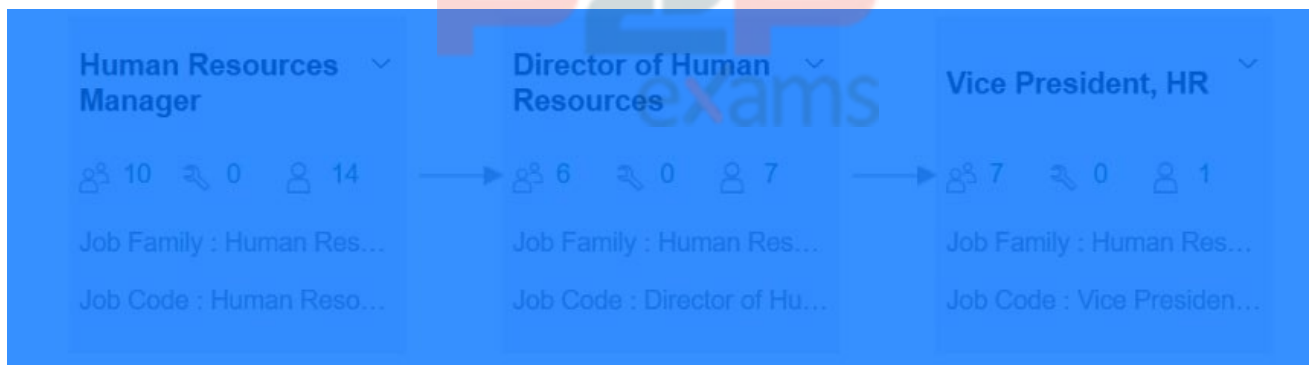 P2P
exams
Human Resources Manager
Director of Human Resources
Vice President, HR
10 0 14
6 0 7
7 0 1
Job Family : Human Res...
Job Family : Human Res...
Job Family : Human Res...
Job Code : Human Reso...
Job Code : Director of Hu...
Job Code : Vice Presiden...